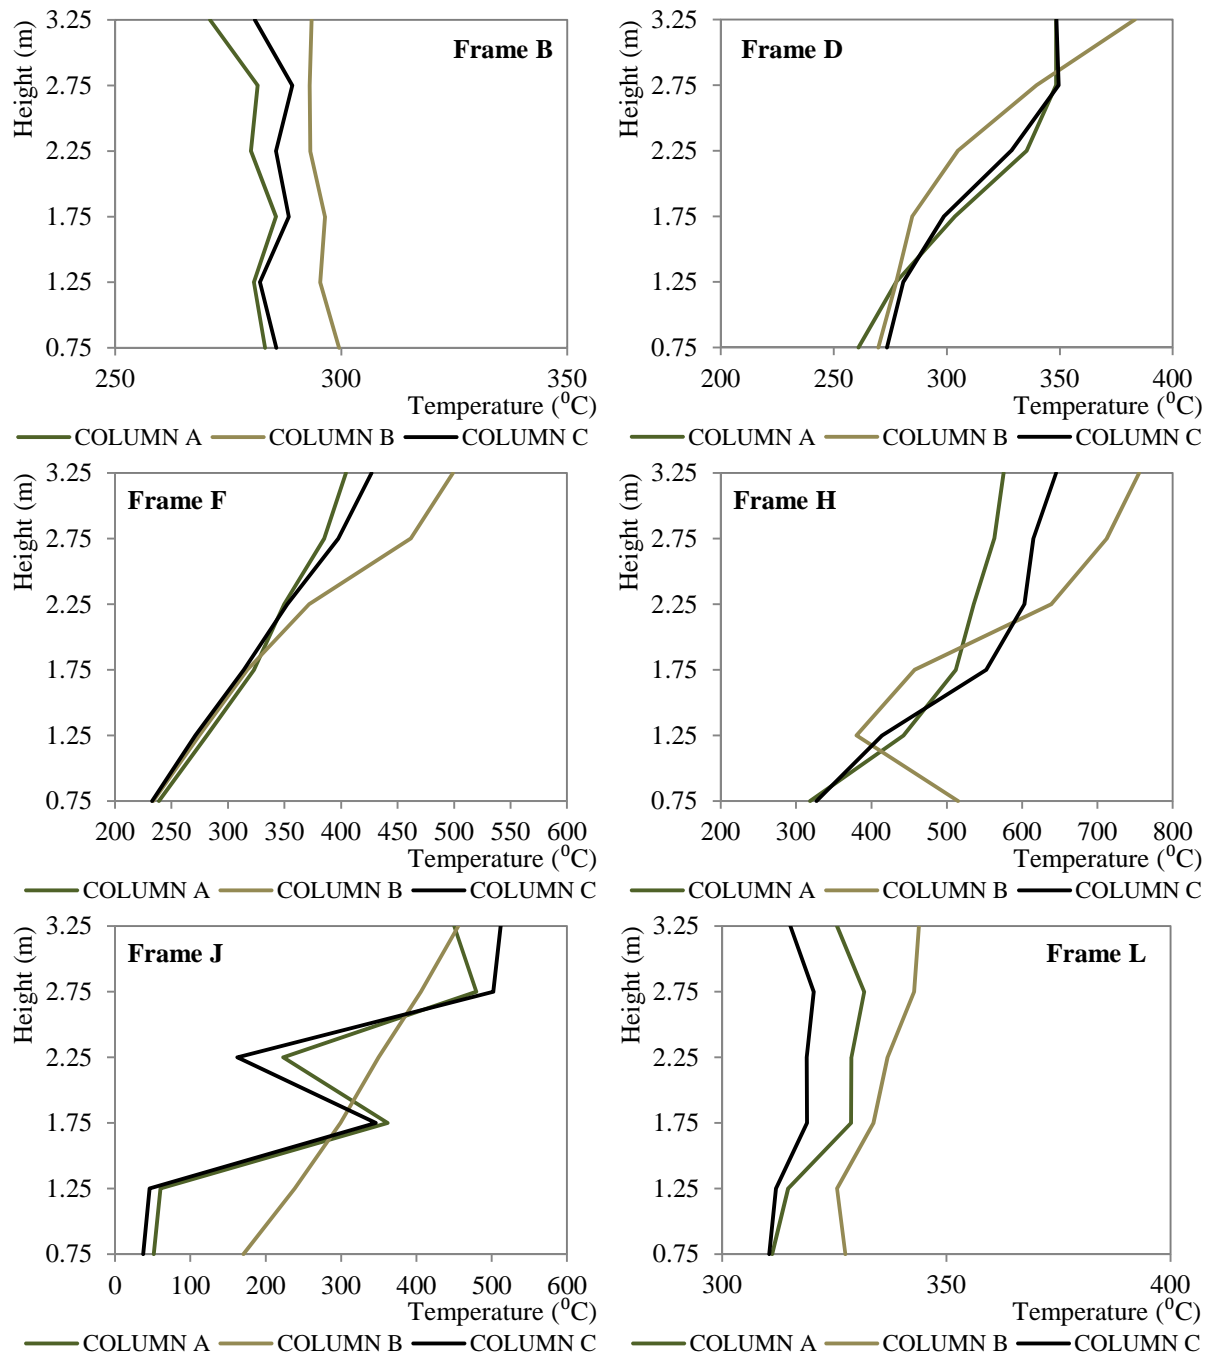 Height (m)
3.25
2.75
2.25
1.75
1.25
0.75
Frame B
250 300 350
Temperature (⁰C)
COLUMN A COLUMN B COLUMN C
Height (m)
3.25
2.75
2.25
1.75
1.25
0.75
Frame D
200 250 300 350 400
Temperature (⁰C)
COLUMN A COLUMN B COLUMN C
Height (m)
3.25
2.75
2.25
1.75
1.25
0.75
Frame F
200 250 300 350 400 450 500 550 600
Temperature (⁰C)
COLUMN A COLUMN B COLUMN C
Height (m)
3.25
2.75
2.25
1.75
1.25
0.75
Frame H
200 300 400 500 600 700 800
Temperature (⁰C)
COLUMN A COLUMN B COLUMN C
Height (m)
3.25
2.75
2.25
1.75
1.25
0.75
Frame J
0 100 200 300 400 500 600
Temperature (⁰C)
COLUMN A COLUMN B COLUMN C
Height (m)
3.25
2.75
2.25
1.75
1.25
0.75
Frame L
300 350 400
Temperature (⁰C)
COLUMN A COLUMN B COLUMN C